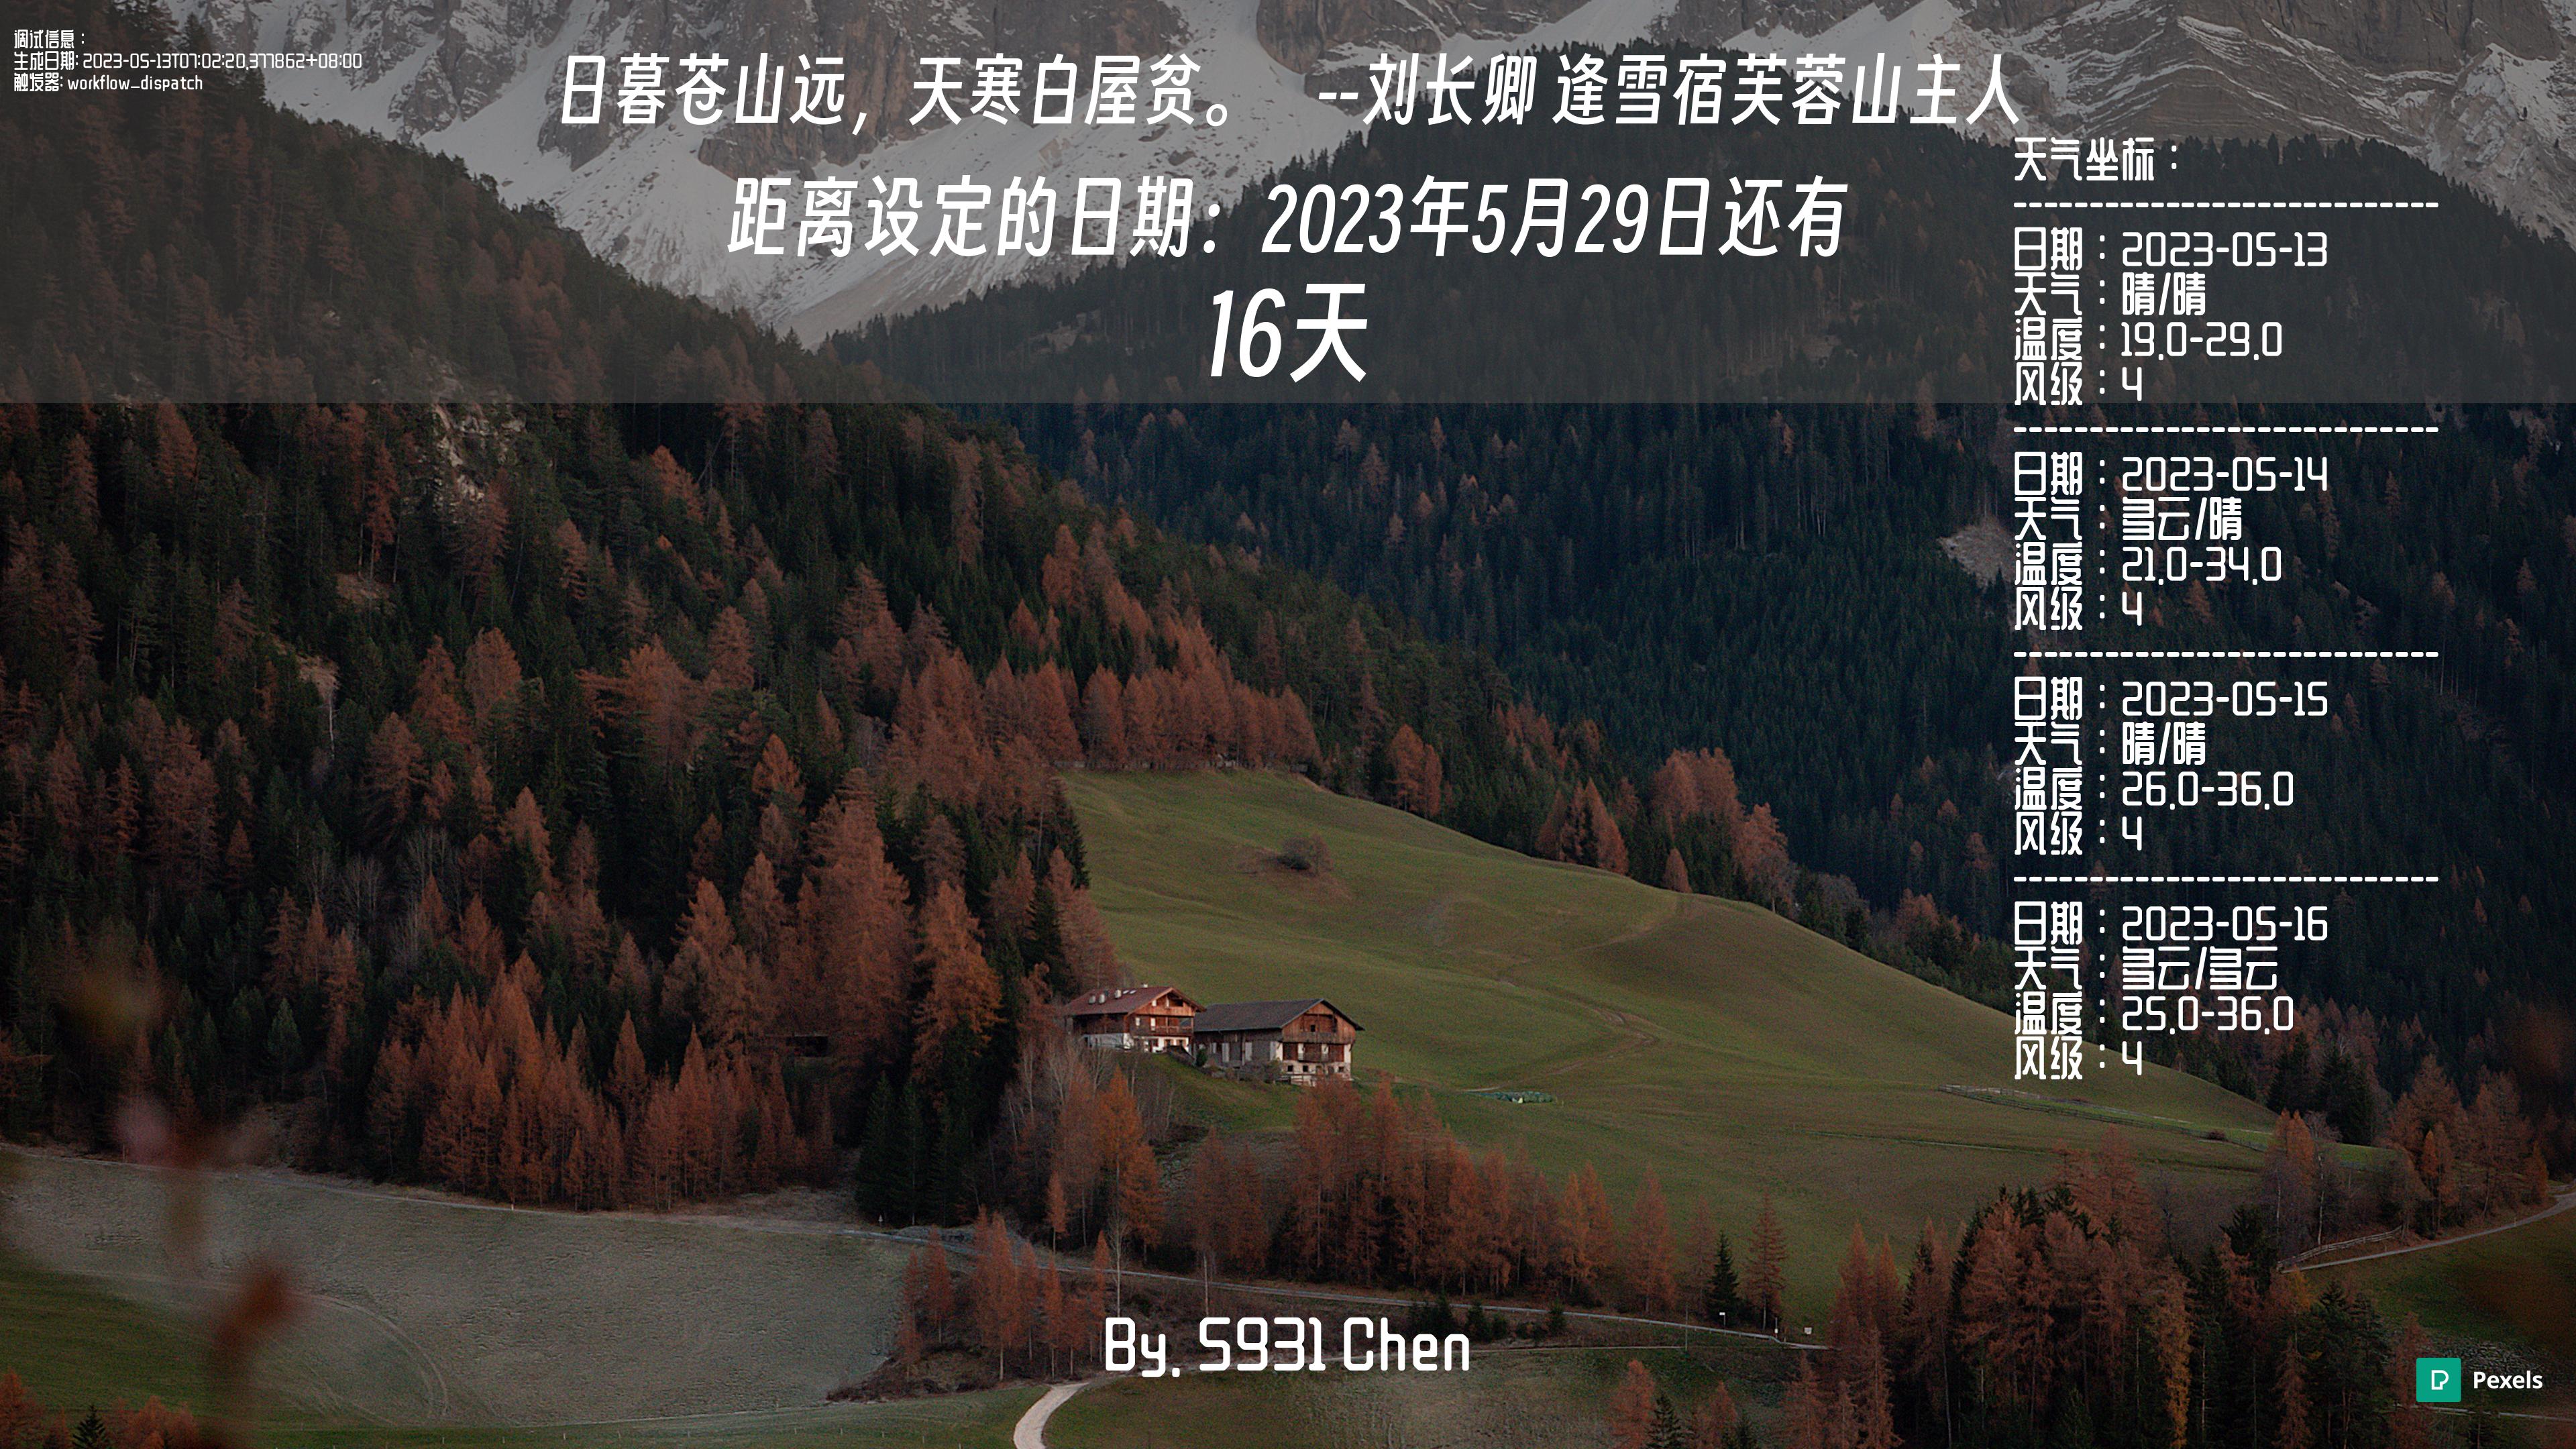 调试信息：
生成日期: 2023-05-13T07:02:20.377862+08:00
触发器: workflow_dispatch
日暮苍山远，天寒白屋贫。 --刘长卿 逢雪宿芙蓉山主人
距离设定的日期：2023年5月29日还有
16天
天气坐标：
----------------------------
日期：2023-05-13
天气：晴/晴
温度：19.0-29.0
风级：4
----------------------------
日期：2023-05-14
天气：多云/晴
温度：21.0-34.0
风级：4
----------------------------
日期：2023-05-15
天气：晴/晴
温度：26.0-36.0
风级：4
----------------------------
日期：2023-05-16
天气：多云/多云
温度：25.0-36.0
风级：4
By. S931 Chen
Pexels